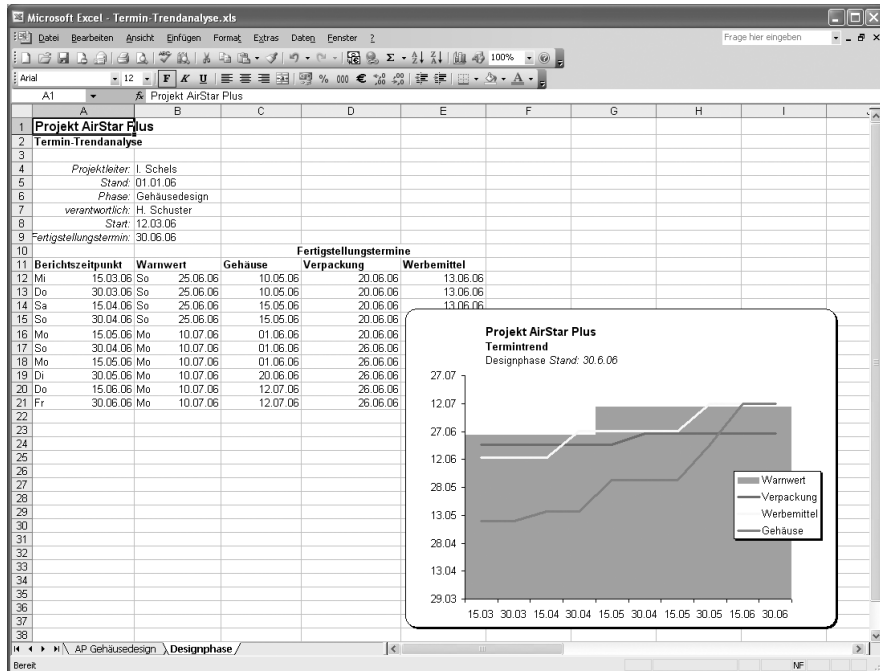 Microsoft Excel - Termin-Trendanalyse.xls
Datei Bearbeiten Ansicht Einfügen Format Extras Daten Fenster ? Frage hier eingeben
100%
Arial 12 F K U % 000 €
A1 fx Projekt AirStar Plus
A B C D E F G H I
1 Projekt AirStar Plus
2 Termin-Trendanalyse
3
4 Projektleiter: I. Schels
5 Stand: 01.01.06
6 Phase: Gehäusedesign
7 verantwortlich: H. Schuster
8 Start: 12.03.06
9 Fertigstellungstermin: 30.06.06
10 Fertigstellungstermine
11 Berichtszeitpunkt Warnwert Gehäuse Verpackung Werbemittel
12 Mi 15.03.06 So 25.06.06 10.05.06 20.06.06 13.06.06
13 Do 30.03.06 So 25.06.06 10.05.06 20.06.06 13.06.06
14 Sa 15.04.06 So 25.06.06 15.05.06 20.06.06 13.06.06
15 So 30.04.06 So 25.06.06 15.05.06 20.06.06
16 Mo 15.05.06 Mo 10.07.06 01.06.06 20.06.06
17 So 30.04.06 Mo 10.07.06 01.06.06 26.06.06
18 Mo 15.05.06 Mo 10.07.06 01.06.06 26.06.06
19 Di 30.05.06 Mo 10.07.06 20.06.06 26.06.06
20 Do 15.06.06 Mo 10.07.06 12.07.06 26.06.06
21 Fr 30.06.06 Mo 10.07.06 12.07.06 26.06.06
22
23
24
25
26
27
28
29
30
31
32
33
34
35
36
37
38
Projekt AirStar Plus
Termintrend
Designphase Stand: 30.6.06
27.07
12.07
27.06
12.06
28.05
13.05
28.04
13.04
29.03
15.03 30.03 15.04 30.04 15.05 30.04 15.05 30.05 15.06 30.06
Warnwert
Verpackung
Werbemittel
Gehäuse
AP Gehäusedesign Designphase
Bereit NF